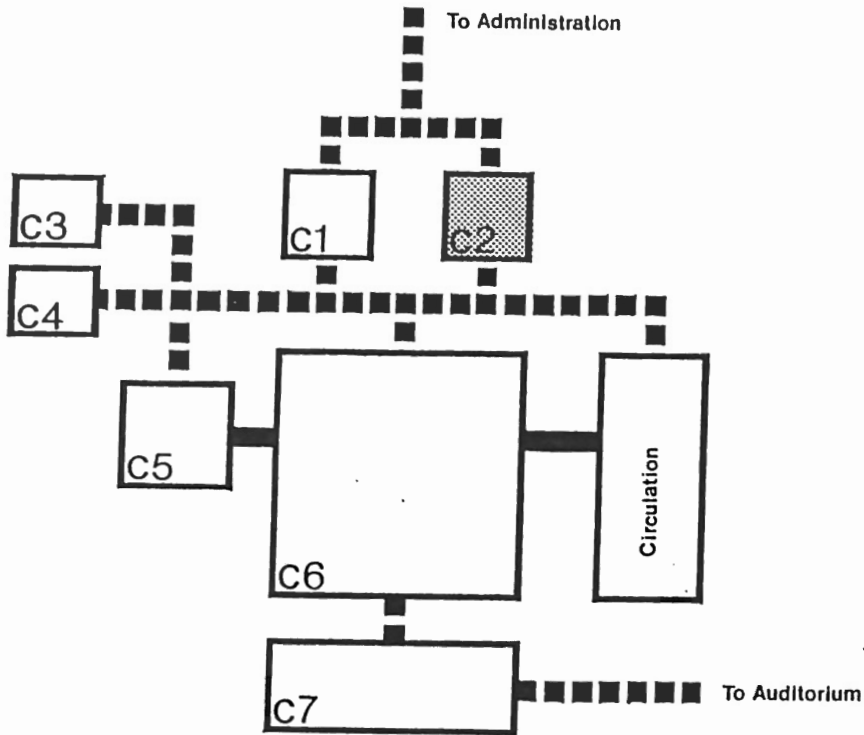 To Administration
C3
C1
C2
C4
C5
Circulation
C6
C7
To Auditorium